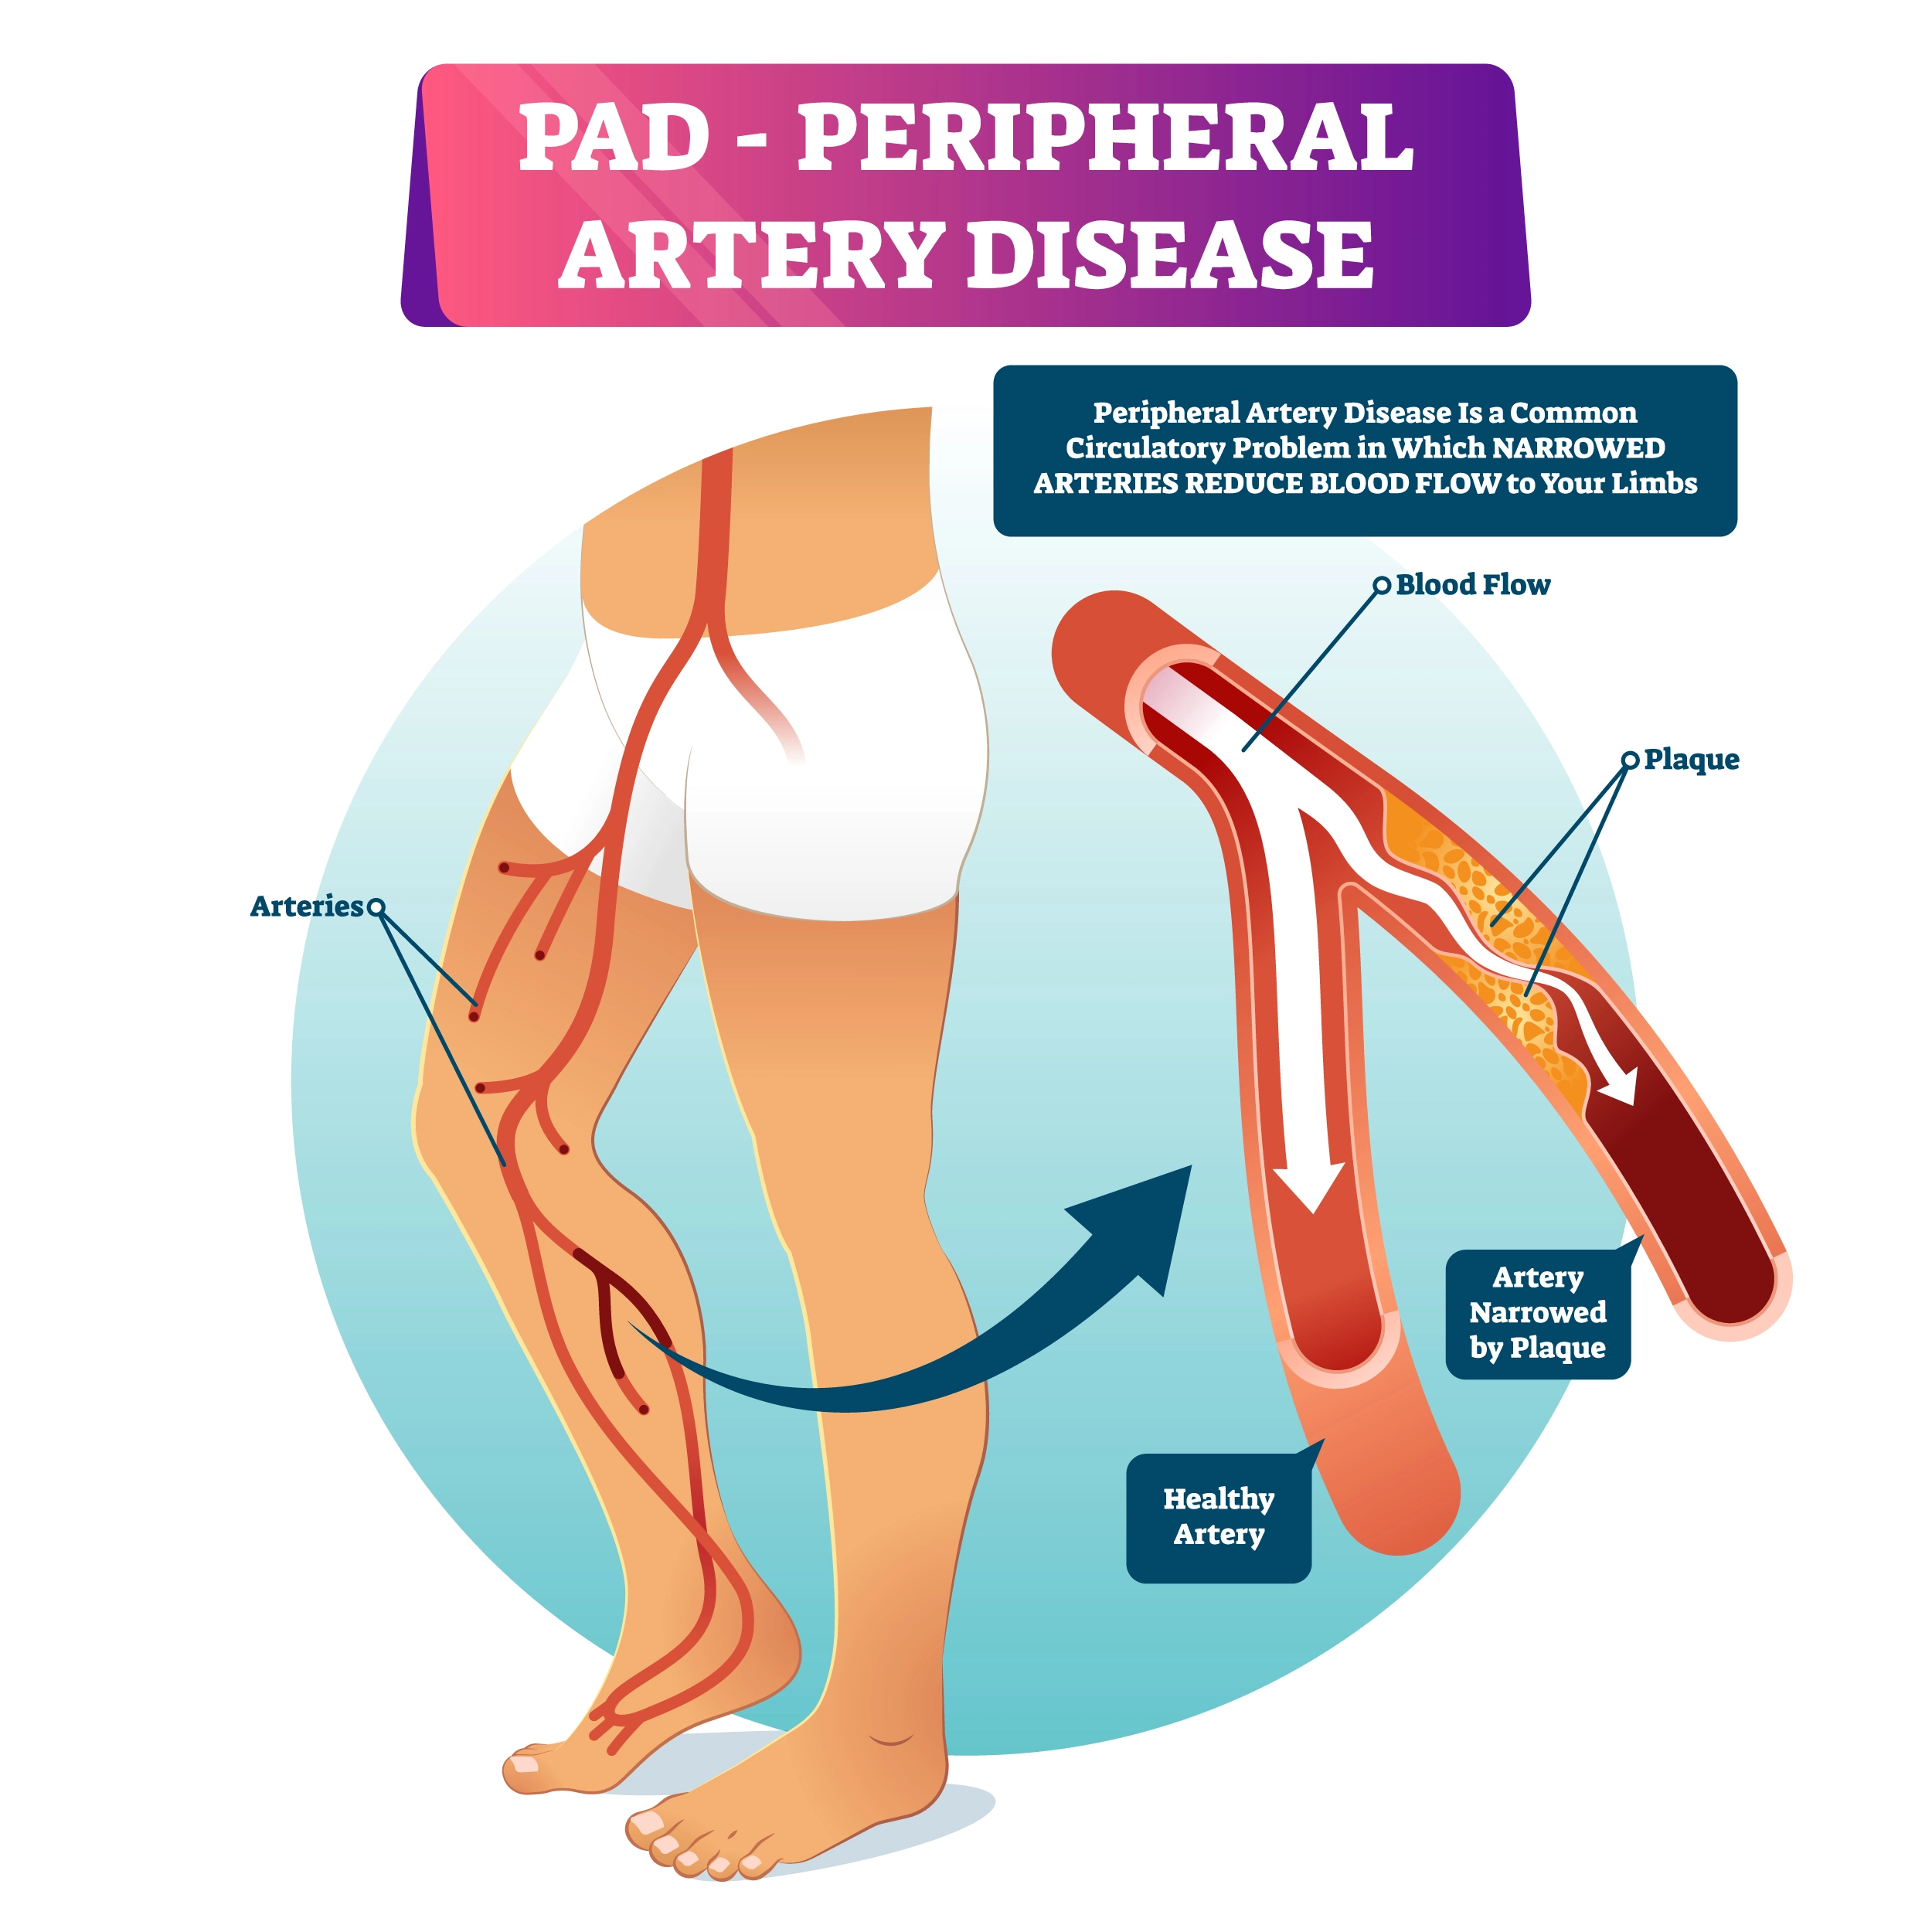 PAD - PERIPHERAL
ARTERY DISEASE
Peripheral Artery Disease Is a Common
Circulatory Problem in Which NARROWED
ARTERIES REDUCE BLOOD FLOW to Your Limbs
Blood Flow
Plaque
Arteries
Artery
Narrowed
by Plaque
Healthy
Artery